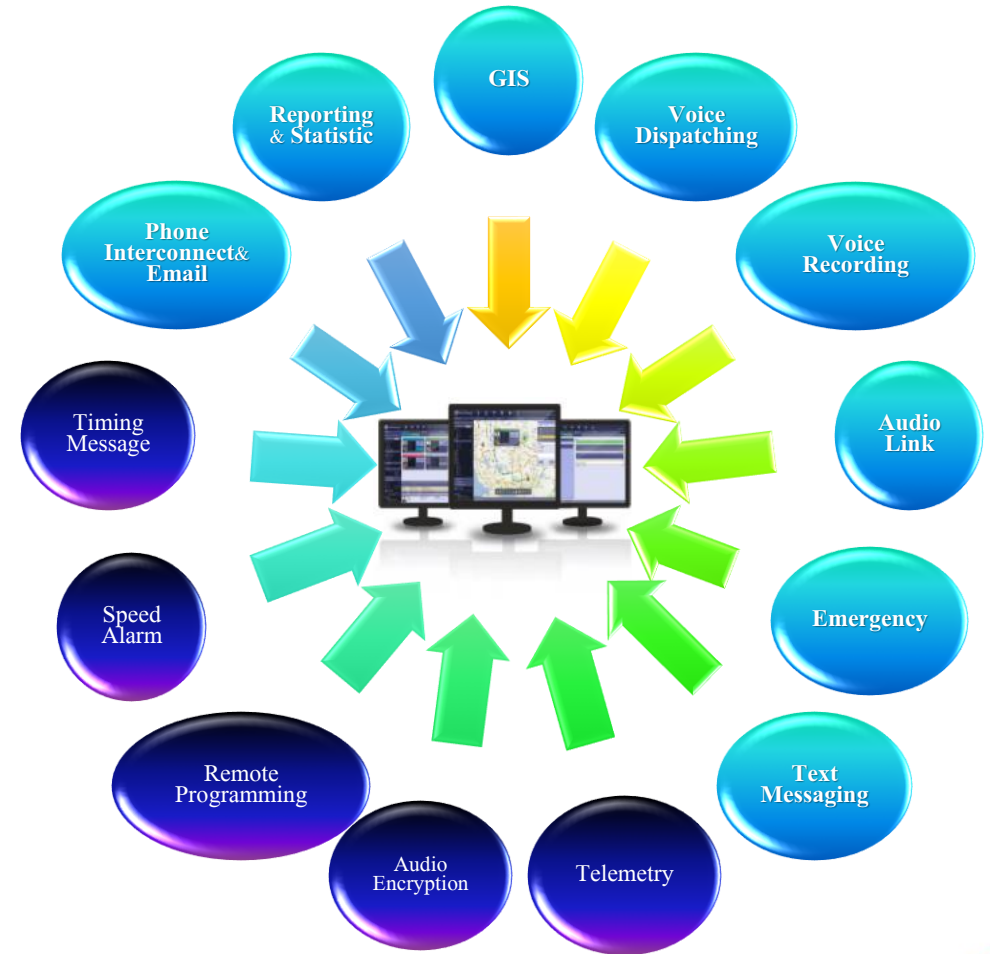 GIS
Reporting
& Statistic
Voice
Dispatching
Phone
Interconnect&
Email
Voice
Recording
Timing
Message
Audio
Link
Speed
Alarm
Emergency
Remote
Programming
Text
Messaging
Audio
Encryption
Telemetry